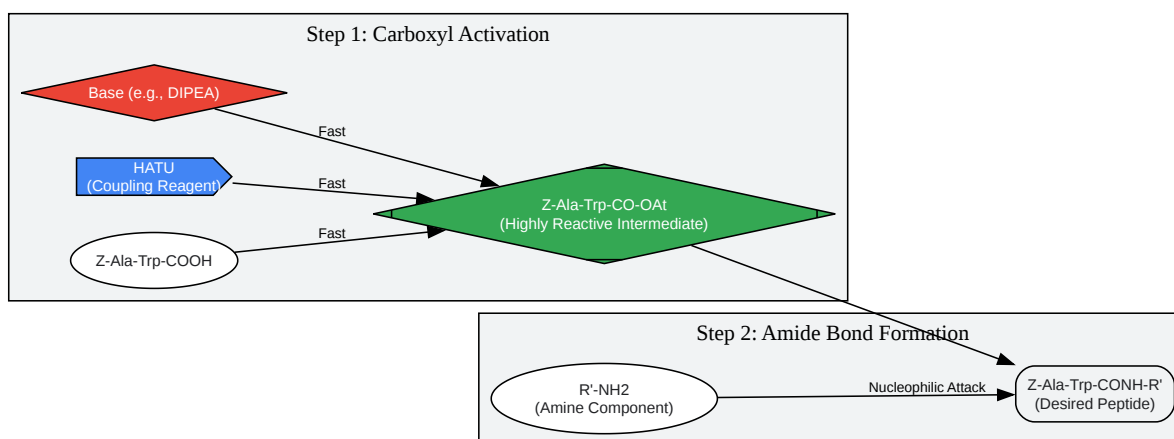 Step 1: Carboxyl Activation
Base (e.g., DIPEA)
Fast
HATU
(Coupling Reagent)
Fast
Z-Ala-Trp-CO-OAt
(Highly Reactive Intermediate)
Fast
Z-Ala-Trp-COOH
Step 2: Amide Bond Formation
R'-NH2
(Amine Component)
Nucleophilic Attack
Z-Ala-Trp-CONH-R'
(Desired Peptide)